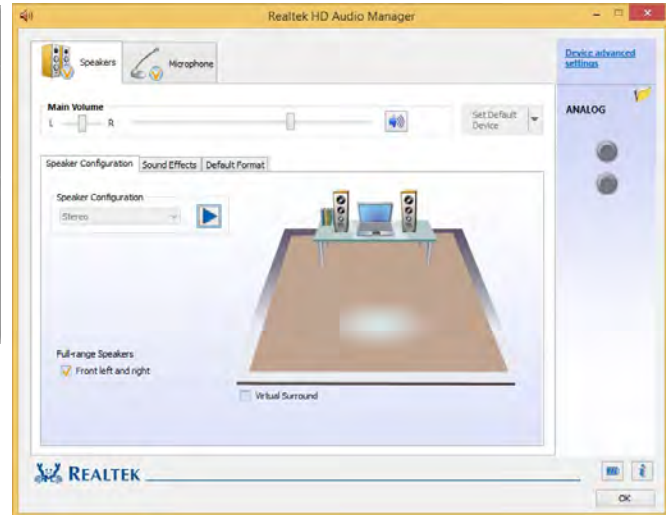 Realtek HD Audio Manager
Speakers
Microphone
Device advanced
settings
Main Volume
L
R
Set Default
Device
ANALOG
Speaker Configuration
Sound Effects
Default Format
Speaker Configuration
Stereo
Full-range Speakers
Front left and right
Virtual Surround
REALTEK
OK